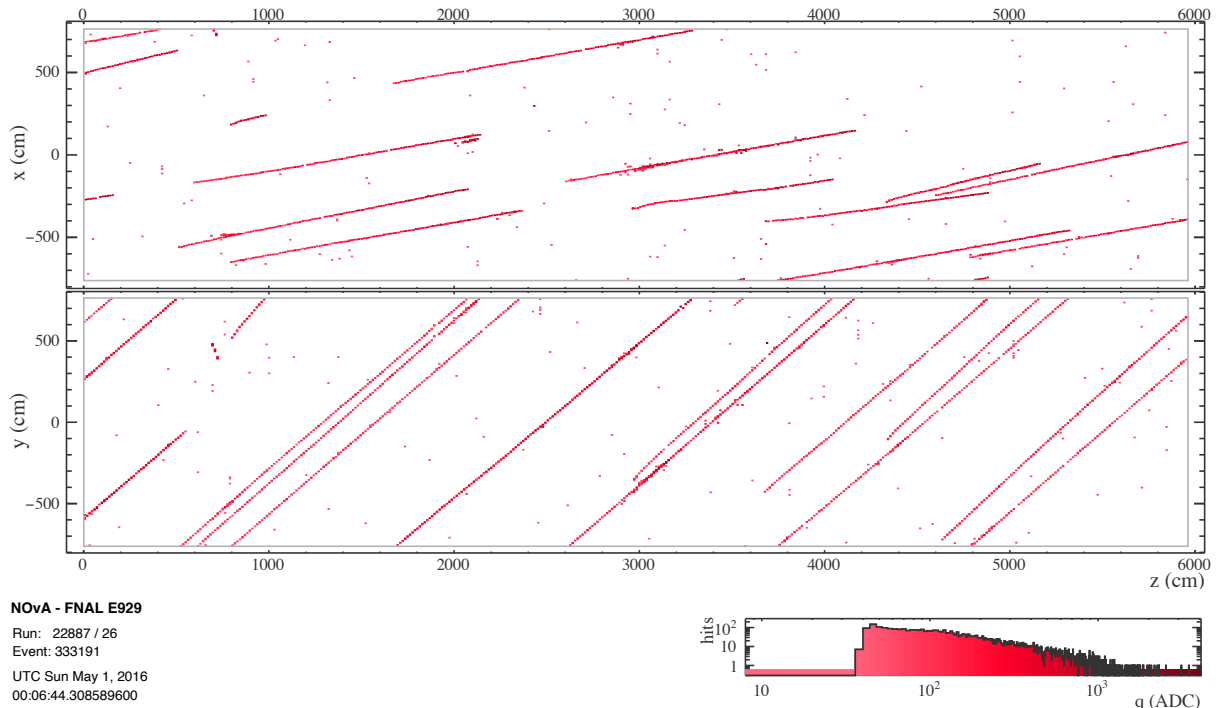 0 1000 2000 3000 4000 5000 6000
x (cm)
500
0
−500
y (cm)
500
0
−500
0 1000 2000 3000 4000 5000 6000
z (cm)
NOvA - FNAL E929
Run: 22887 / 26
Event: 333191
UTC Sun May 1, 2016
00:06:44.308589600
hits
10²
10
1
10 10² 10³
q (ADC)